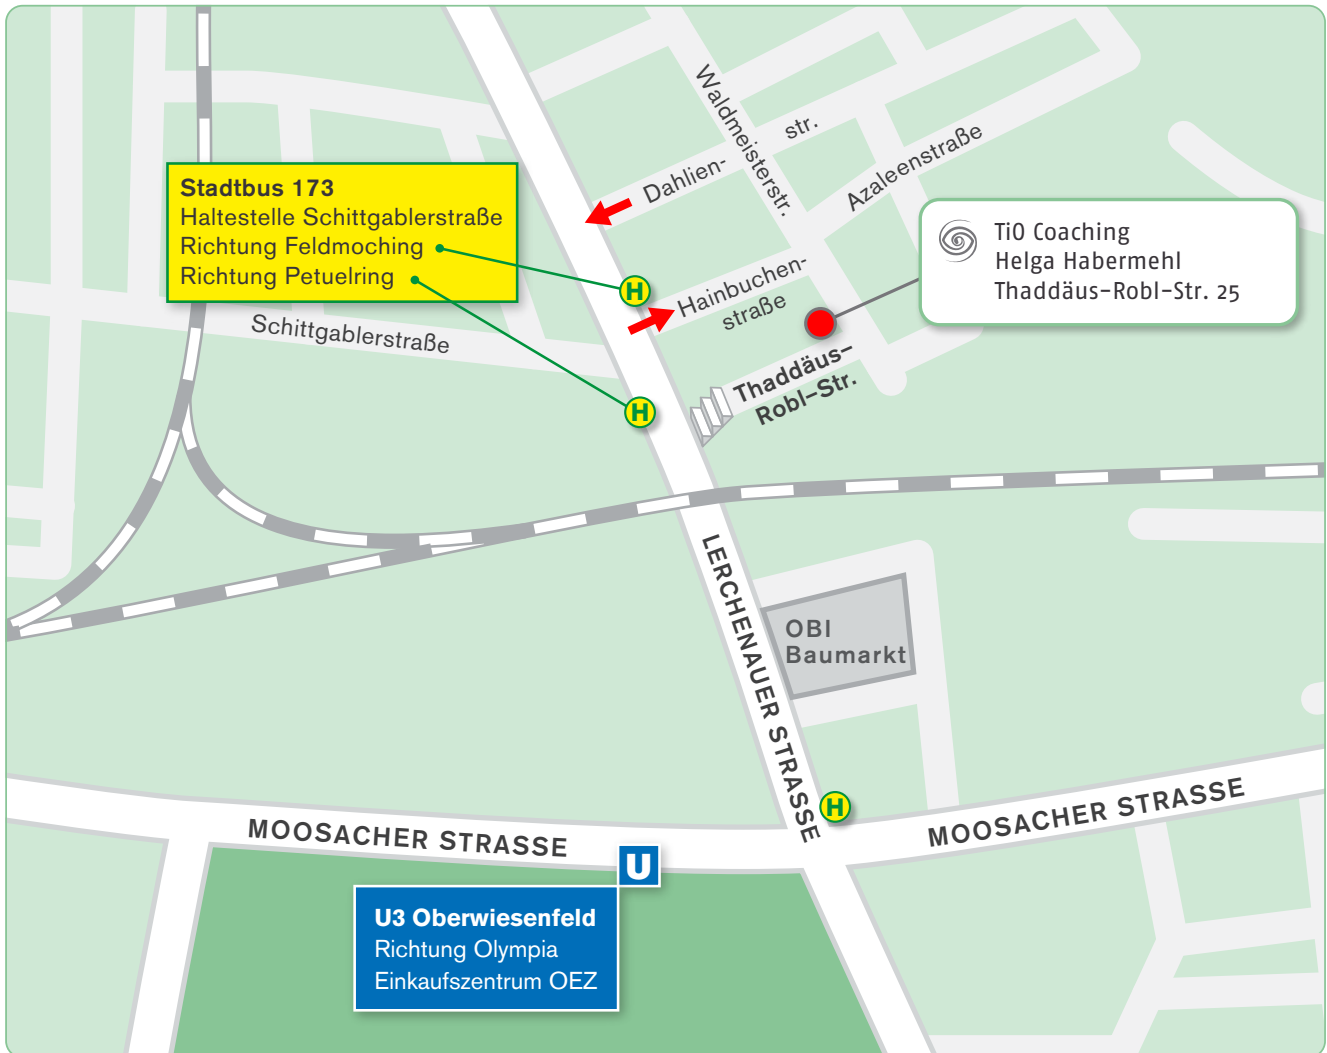 Stadtbus 173
Haltestelle Schittgablerstraße
Richtung Feldmoching
Richtung Petuelring
Waldmeisterstr.
Dahlien-
str.
Azaleenstraße
TiO Coaching
Helga Habermehl
Thaddäus-Robl-Str. 25
H
Hainbuchen-
straße
Schittgablerstraße
Thaddäus-
Robl-Str.
H
LERCHENAUER STRASSE
OBI
Baumarkt
H
MOOSACHER STRASSE
MOOSACHER STRASSE
U
U3 Oberwiesenfeld
Richtung Olympia
Einkaufszentrum OEZ